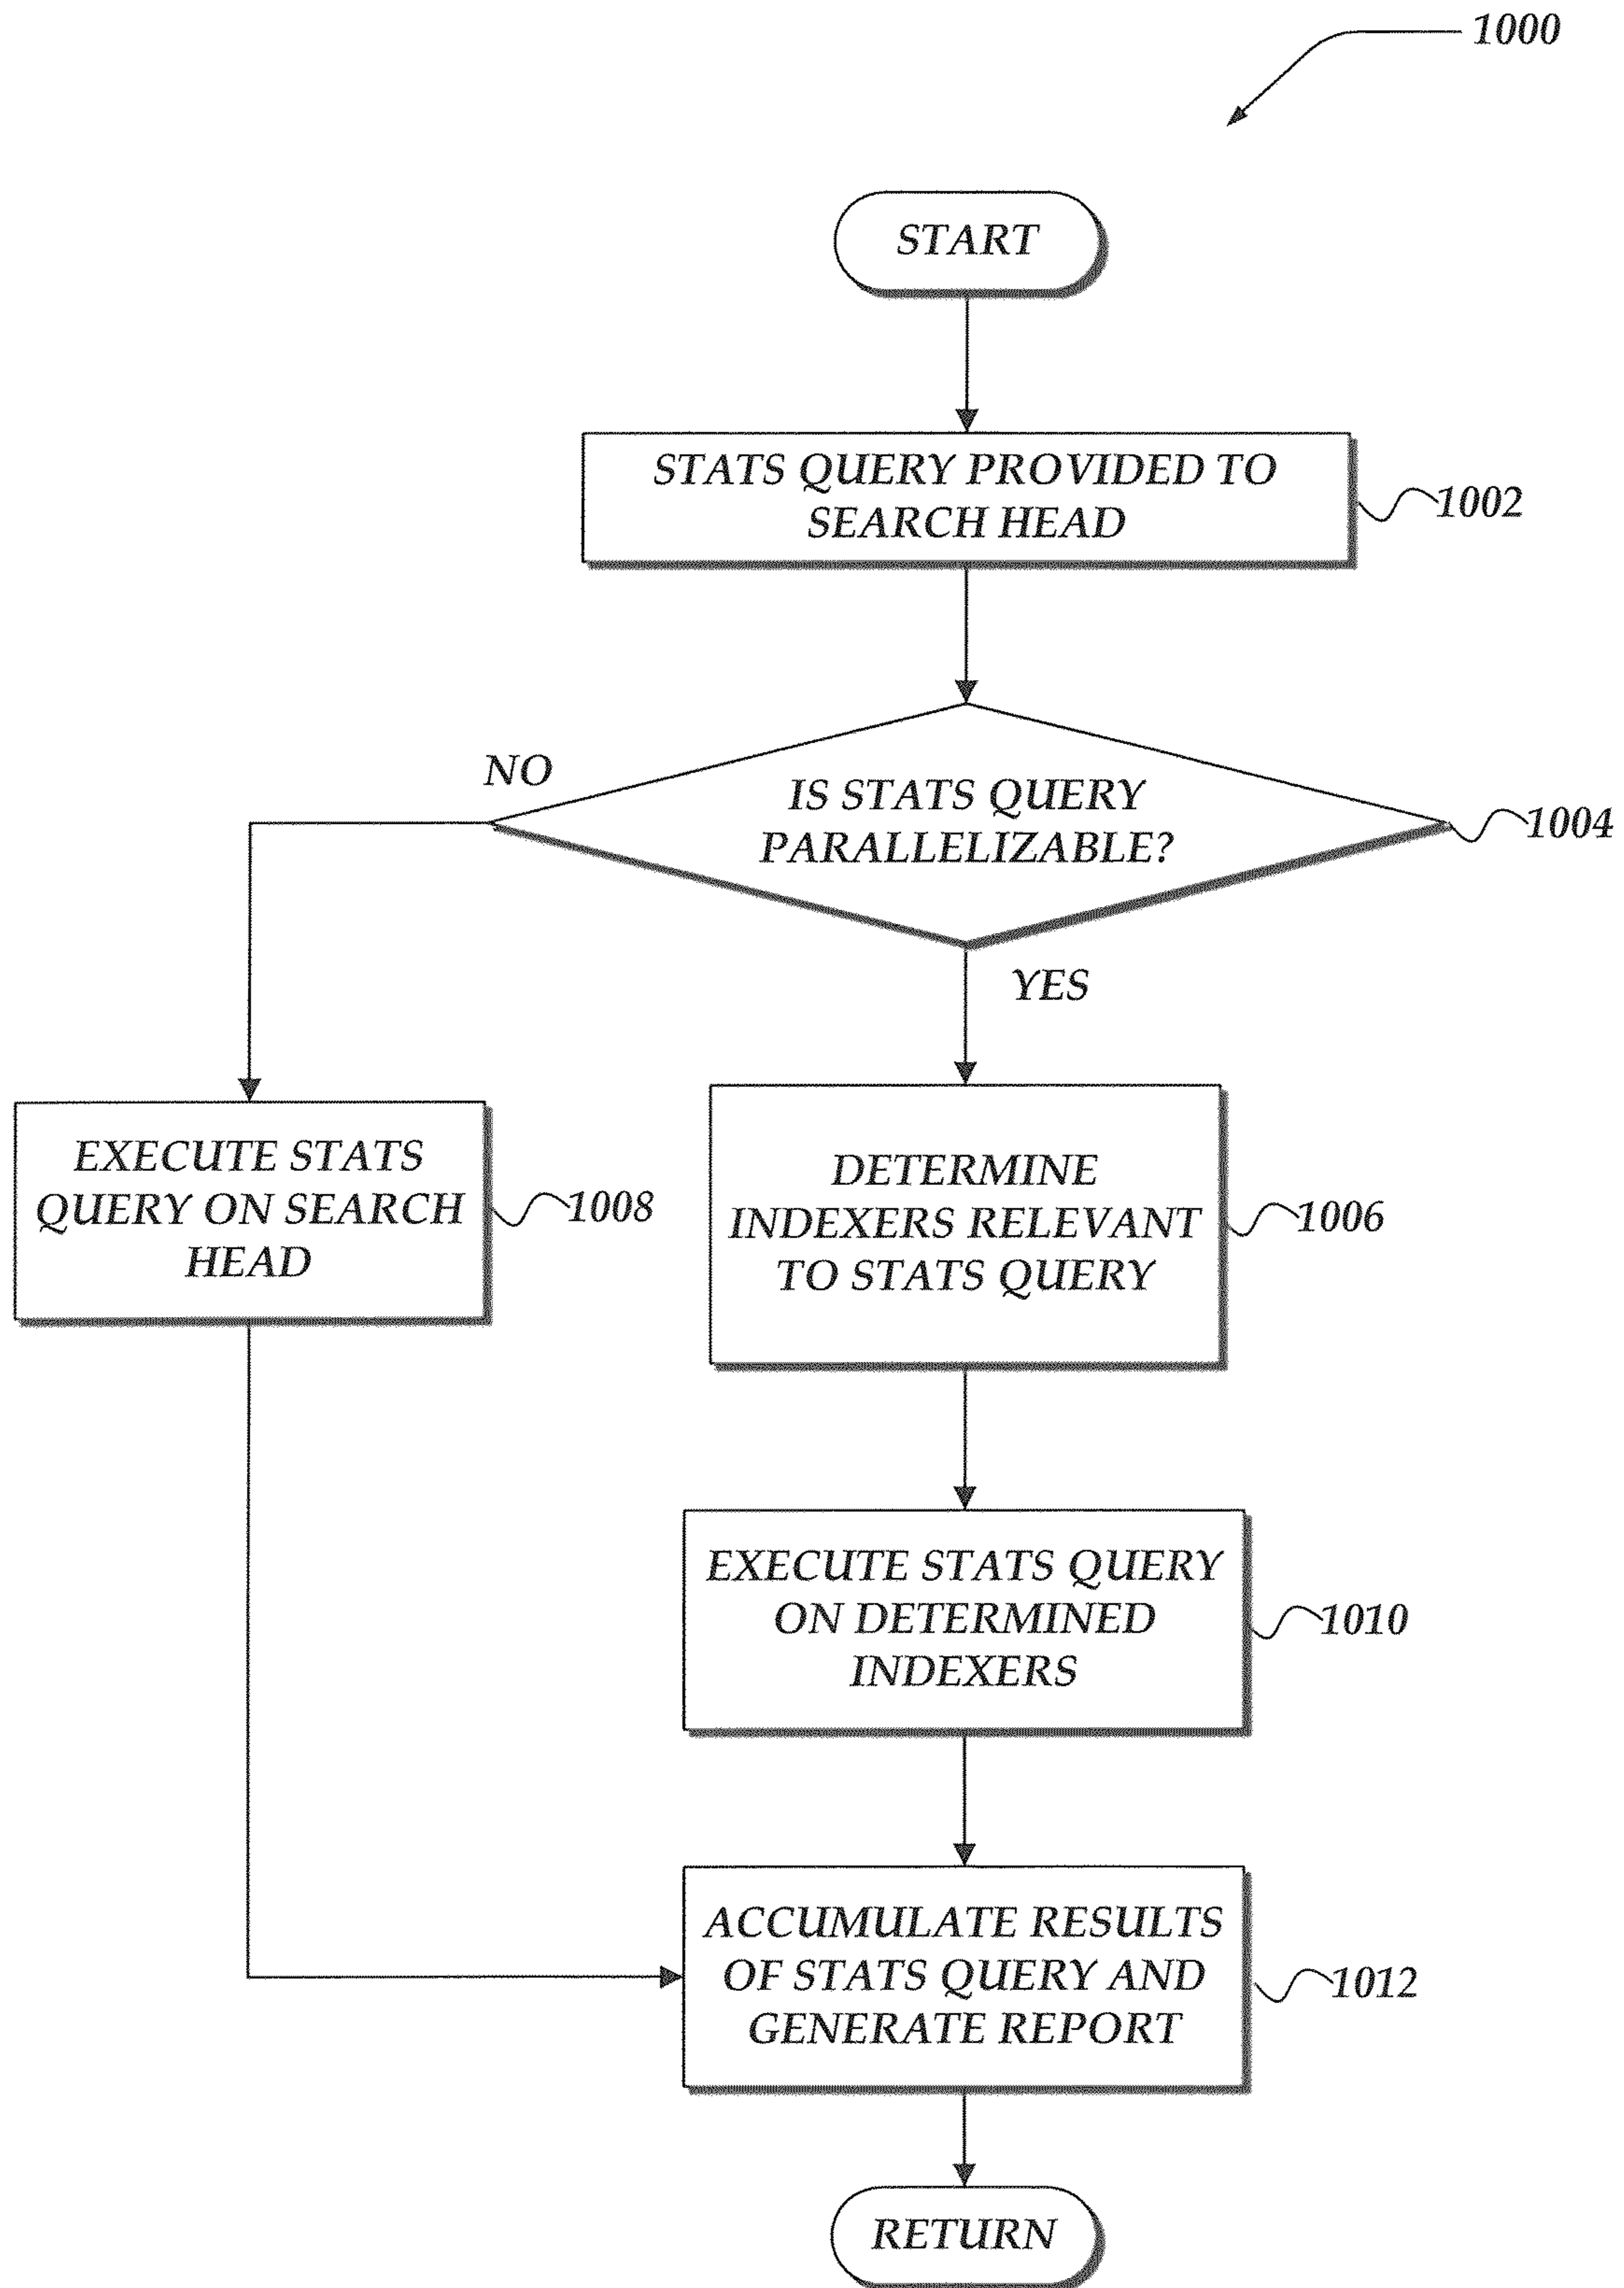 1000
START
STATS QUERY PROVIDED TO
SEARCH HEAD
1002
NO
IS STATS QUERY
PARALLELIZABLE?
1004
YES
EXECUTE STATS
QUERY ON SEARCH
HEAD
1008
DETERMINE
INDEXERS RELEVANT
TO STATS QUERY
1006
EXECUTE STATS QUERY
ON DETERMINED
INDEXERS
1010
ACCUMULATE RESULTS
OF STATS QUERY AND
GENERATE REPORT
1012
RETURN